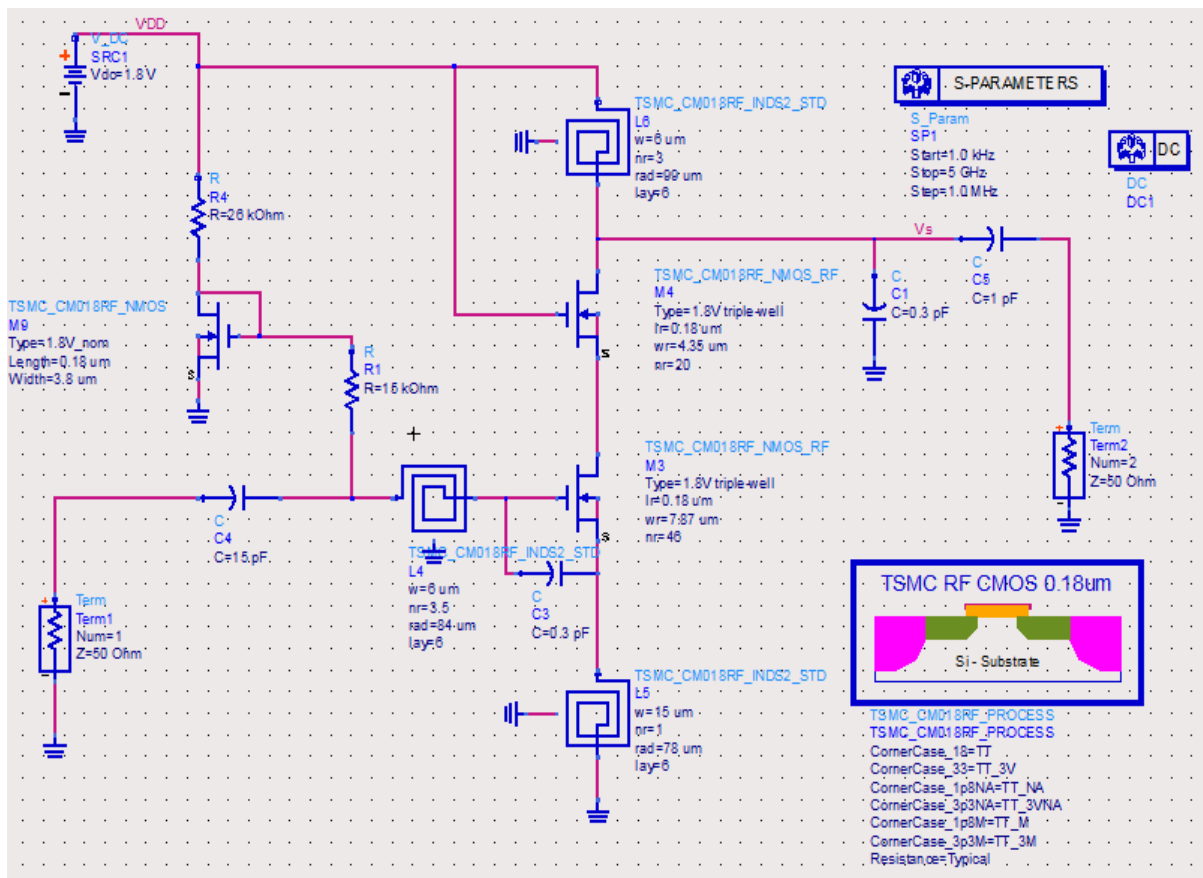 VDD
V_DC
SRC1
Vdc=1.8 V
R
R4
R=26 kOhm
TSMC_CM018RF_NMOS
M9
Type=1.8V_nom
Length=0.18 um
Width=3.8 um
s
R
R1
R=15 kOhm
C
C4
C=15 pF
Term
Term1
Num=1
Z=50 Ohm
TSMC_CM018RF_INDS2_STD
L4
w=6 um
nr=3.5
rad=84 um
lay=6
C
C3
C=0.3 pF
TSMC_CM018RF_INDS2_STD
L6
w=6 um
nr=3
rad=99 um
lay=6
TSMC_CM018RF_NMOS_RF
M4
Type=1.8V triple-well
lr=0.18 um
wr=4.35 um
nr=20
s
TSMC_CM018RF_NMOS_RF
M3
Type=1.8V triple-well
lr=0.18 um
wr=7.87 um
nr=46
s
TSMC_CM018RF_INDS2_STD
L5
w=15 um
nr=1
rad=78 um
lay=6
S-PARAMETERS
S_Param
SP1
Start=1.0 kHz
Stop=5 GHz
Step=1.0 MHz
DC
DC
DC1
Vs
C
C1
C=0.3 pF
C
C5
C=1 pF
Term
Term2
Num=2
Z=50 Ohm
TSMC RF CMOS 0.18um
Si - Substrate
TSMC_CM018RF_PROCESS
TSMC_CM018RF_PROCESS
CornerCase_18=TT
CornerCase_33=TT_3V
CornerCase_1p8NA=TT_NA
CornerCase_3p3NA=TT_3VNA
CornerCase_1p8M=TT_M
CornerCase_3p3M=TT_3M
Resistance=Typical